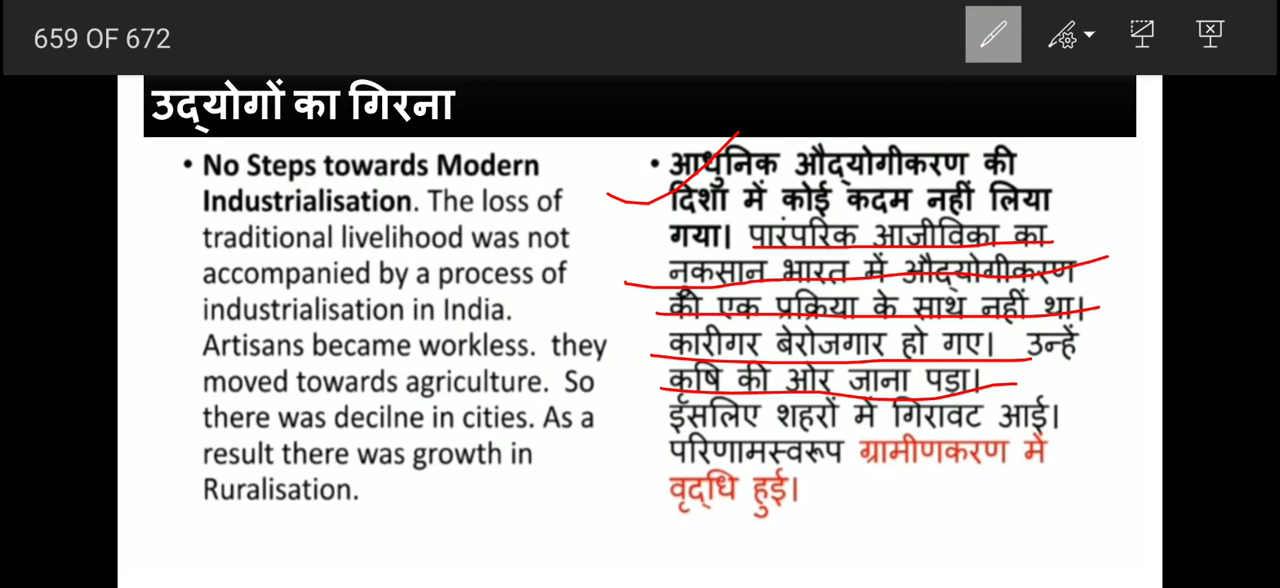 659 OF 672
उद्योगों का गिरना
• No Steps towards Modern
Industrialisation. The loss of
traditional livelihood was not
accompanied by a process of
industrialisation in India.
Artisans became workless. they
moved towards agriculture. So
there was decilne in cities. As a
result there was growth in
Ruralisation.
• आधुनिक औद्योगीकरण की
दिशा में कोई कदम नहीं लिया
गया। पारंपरिक आजीविका का
नुकसान भारत में औद्योगीकरण
की एक प्रक्रिया के साथ नहीं था।
कारीगर बेरोजगार हो गए। उन्हें
कृषि की ओर जाना पड़ा।
इसलिए शहरों में गिरावट आई।
परिणामस्वरूप ग्रामीणकरण में
वृद्धि हुई।